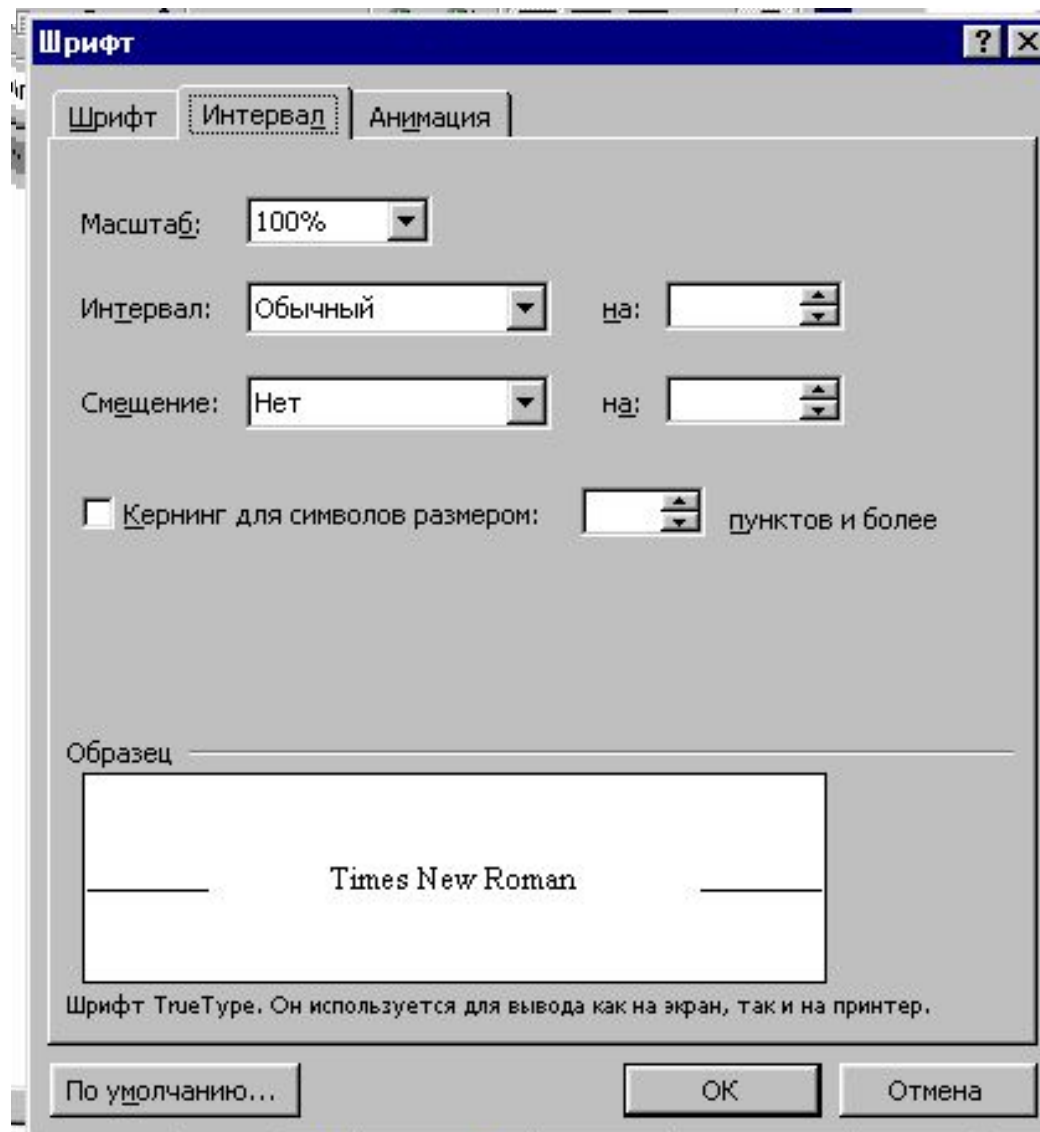 Шрифт
Шрифт Интервал Анимация
Масштаб: 100%
Интервал: Обычный на:
Смещение: Нет на:
Кернинг для символов размером: пунктов и более
Образец
Times New Roman
Шрифт TrueType. Он используется для вывода как на экран, так и на принтер.
По умолчанию... ОК Отмена